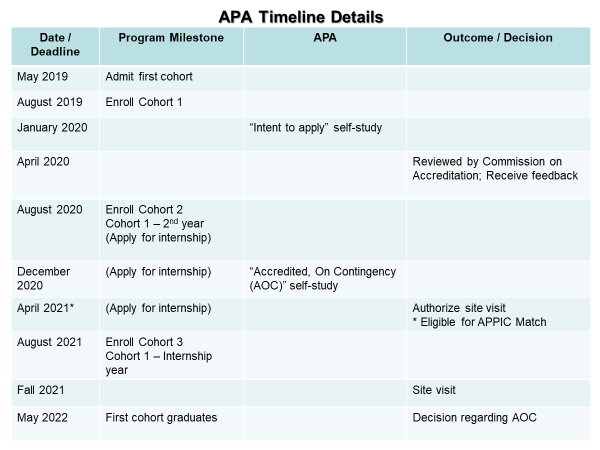 APA Timeline Details
Date / Deadline
Program Milestone
APA
Outcome / Decision
May 2019
Admit first cohort
August 2019
Enroll Cohort 1
January 2020
“Intent to apply” self-study
April 2020
Reviewed by Commission on
Accreditation; Receive feedback
August 2020
Enroll Cohort 2
Cohort 1 – 2nd year
(Apply for internship)
December
2020
(Apply for internship)
“Accredited, On Contingency
(AOC)” self-study
April 2021*
(Apply for internship)
Authorize site visit
* Eligible for APPIC Match
August 2021
Enroll Cohort 3
Cohort 1 – Internship
year
Fall 2021
Site visit
May 2022
First cohort graduates
Decision regarding AOC